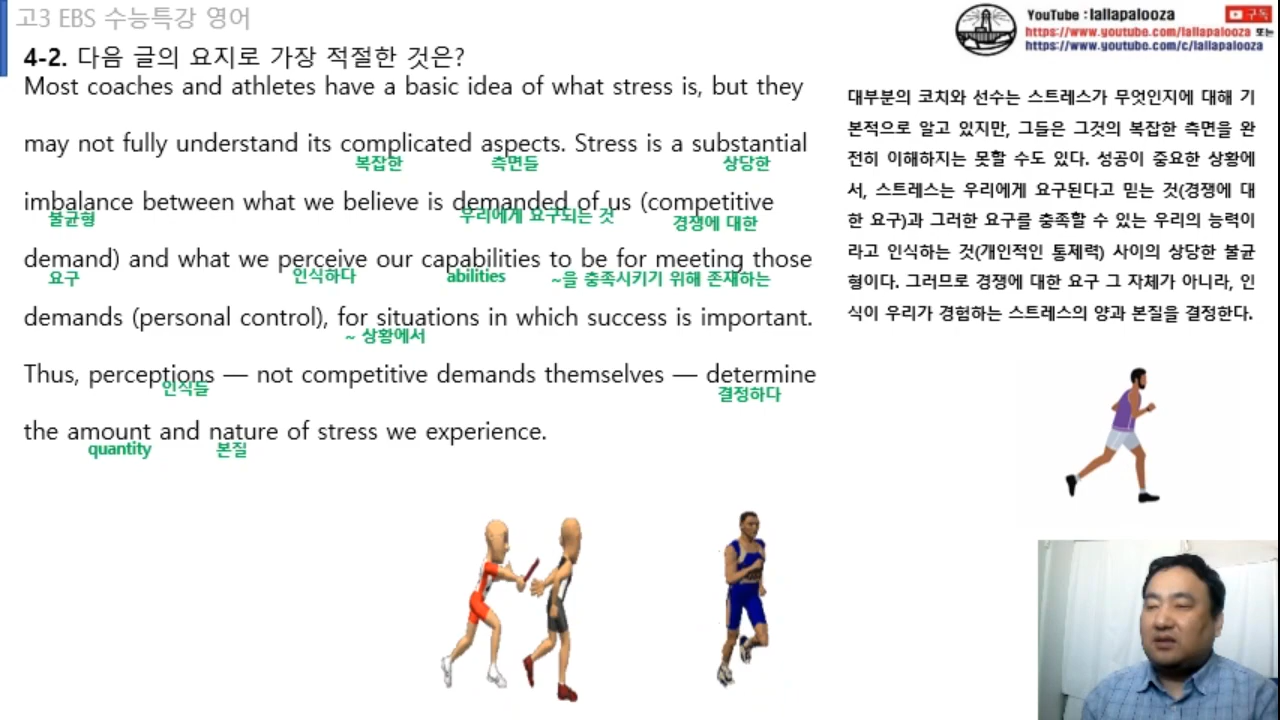 고3 EBS 수능특강 영어
YouTube : lallapalooza
구독
https://www.youtube.com/lallapalooza 또는
https://www.youtube.com/c/lallapalooza
4-2. 다음 글의 요지로 가장 적절한 것은?
Most coaches and athletes have a basic idea of what stress is, but they
may not fully understand its complicated aspects. Stress is a substantial
복잡한 측면들 상당한
imbalance between what we believe is demanded of us (competitive
불균형 우리에게 요구되는 것 경쟁에 대한
demand) and what we perceive our capabilities to be for meeting those
요구 인식하다 abilities ~을 충족시키기 위해 존재하는
demands (personal control), for situations in which success is important.
~ 상황에서
Thus, perceptions — not competitive demands themselves — determine
인식들 결정하다
the amount and nature of stress we experience.
quantity 본질
대부분의 코치와 선수는 스트레스가 무엇인지에 대해 기
본적으로 알고 있지만, 그들은 그것의 복잡한 측면을 완
전히 이해하지는 못할 수도 있다. 성공이 중요한 상황에
서, 스트레스는 우리에게 요구된다고 믿는 것(경쟁에 대
한 요구)과 그러한 요구를 충족할 수 있는 우리의 능력이
라고 인식하는 것(개인적인 통제력) 사이의 상당한 불균
형이다. 그러므로 경쟁에 대한 요구 그 자체가 아니라, 인
식이 우리가 경험하는 스트레스의 양과 본질을 결정한다.